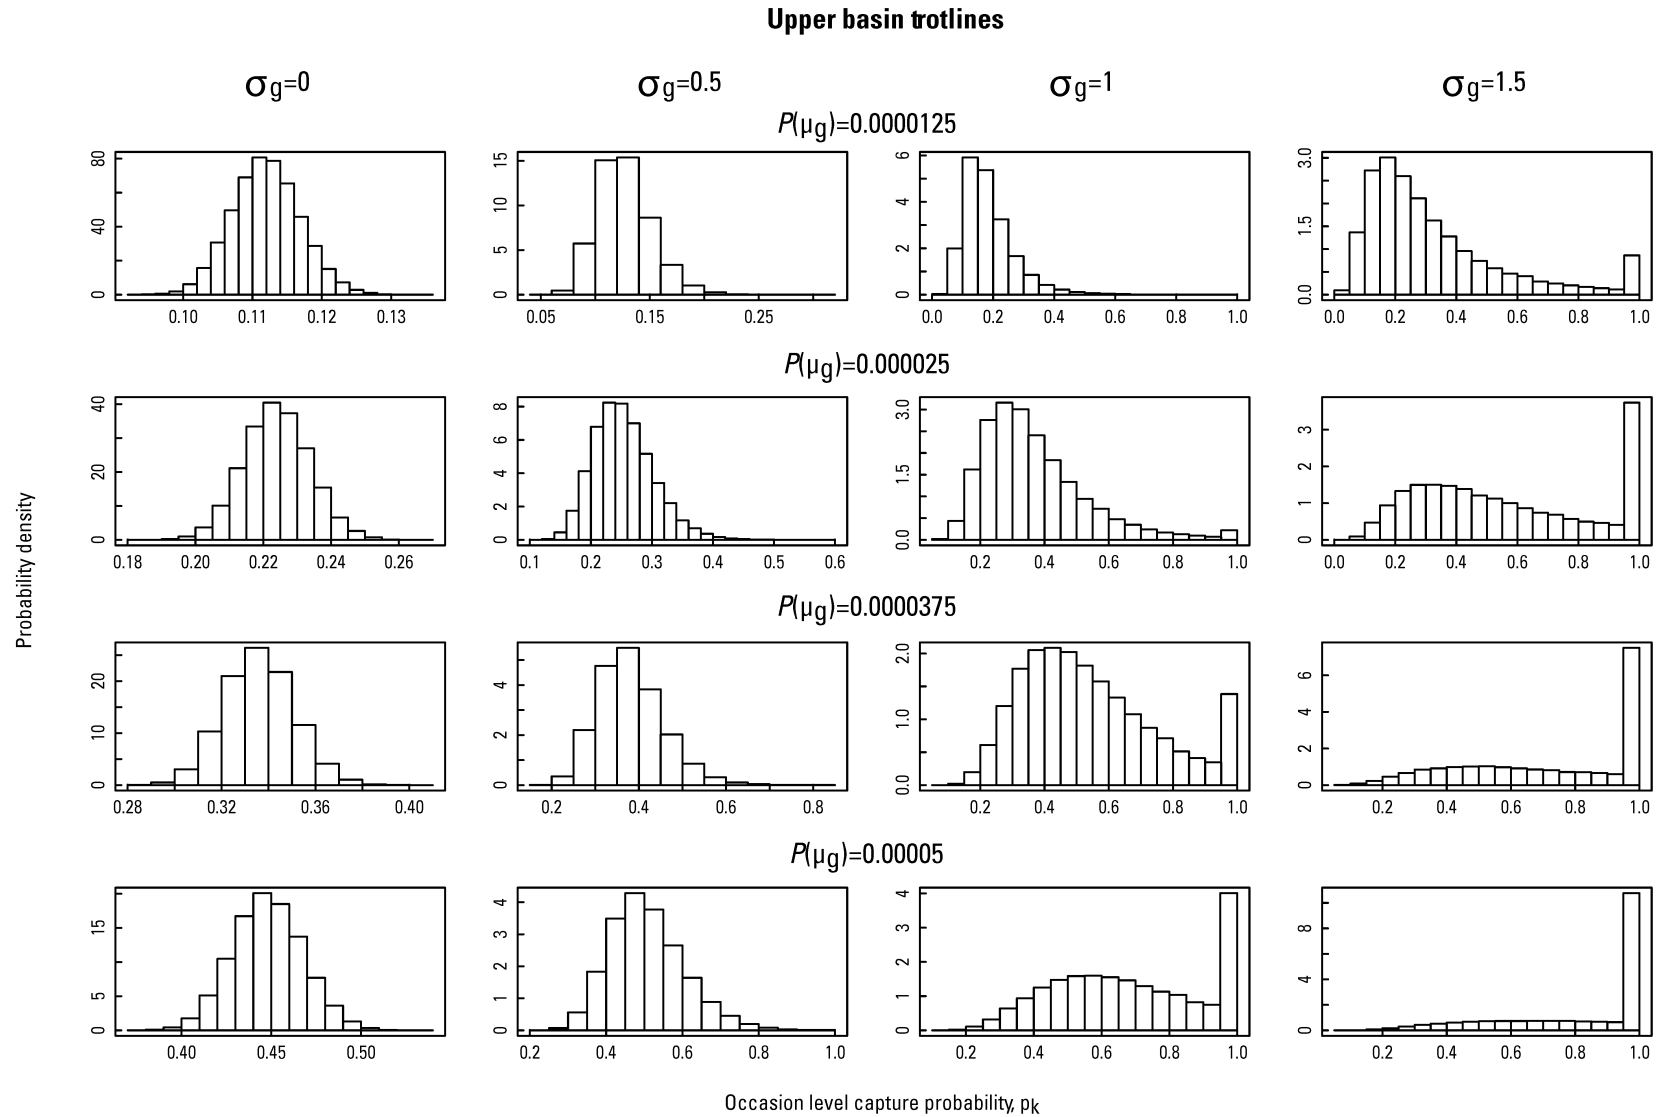 Upper basin trotlines
σg=0 σg=0.5 σg=1 σg=1.5
P(μg)=0.0000125
80 40 0
0.10 0.11 0.12 0.13
15 10 5 0
0.05 0.15 0.25
6 4 2 0
0.0 0.2 0.4 0.6 0.8 1.0
3.0 1.5 0.0
0.0 0.2 0.4 0.6 0.8 1.0
P(μg)=0.000025
40 20 0
0.18 0.20 0.22 0.24 0.26
8 6 4 2 0
0.1 0.2 0.3 0.4 0.5 0.6
3.0 1.5 0.0
0.2 0.4 0.6 0.8 1.0
3 2 1 0
0.0 0.2 0.4 0.6 0.8 1.0
Probability density
P(μg)=0.0000375
20 10 0
0.28 0.32 0.36 0.40
4 2 0
0.2 0.4 0.6 0.8
2.0 1.0 0.0
0.2 0.4 0.6 0.8 1.0
6 4 2 0
0.2 0.4 0.6 0.8 1.0
P(μg)=0.00005
15 5 0
0.40 0.45 0.50
4 3 2 1 0
0.2 0.4 0.6 0.8 1.0
4 3 2 1 0
0.2 0.4 0.6 0.8 1.0
8 4 0
0.2 0.4 0.6 0.8 1.0
Occasion level capture probability, pk